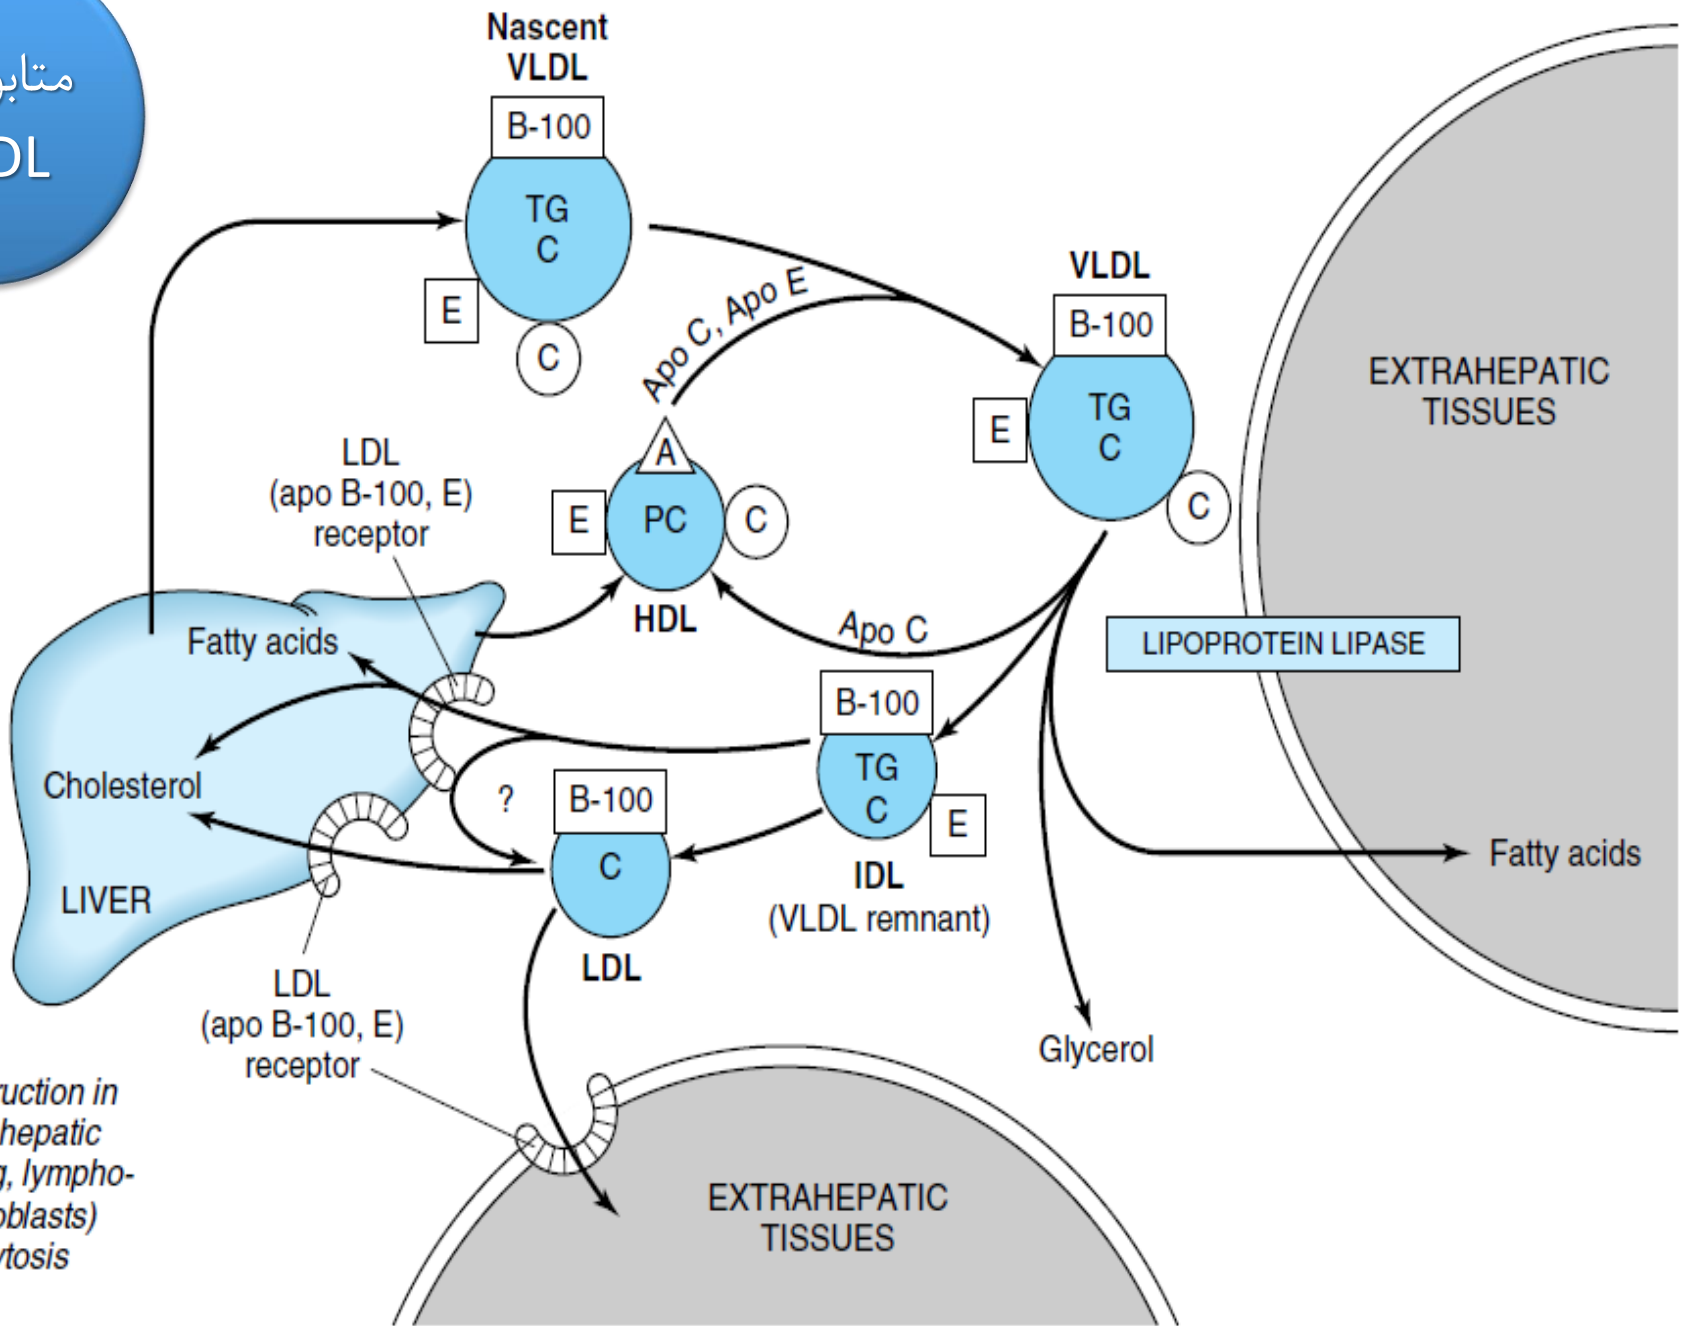 DL
Nascent
VLDL
B-100
TG
C
E
C
Apo C, Apo E
VLDL
B-100
TG
C
E
C
EXTRAHEPATIC
TISSUES
LDL
(apo B-100, E)
receptor
A
E
PC
C
HDL
Apo C
LIPOPROTEIN LIPASE
Fatty acids
Cholesterol
LIVER
?
B-100
C
LDL
B-100
TG
C
E
IDL
(VLDL remnant)
Fatty acids
Glycerol
LDL
(apo B-100, E)
receptor
EXTRAHEPATIC
TISSUES
ruction in
hepatic
g, lympho-
oblasts)
ytosis